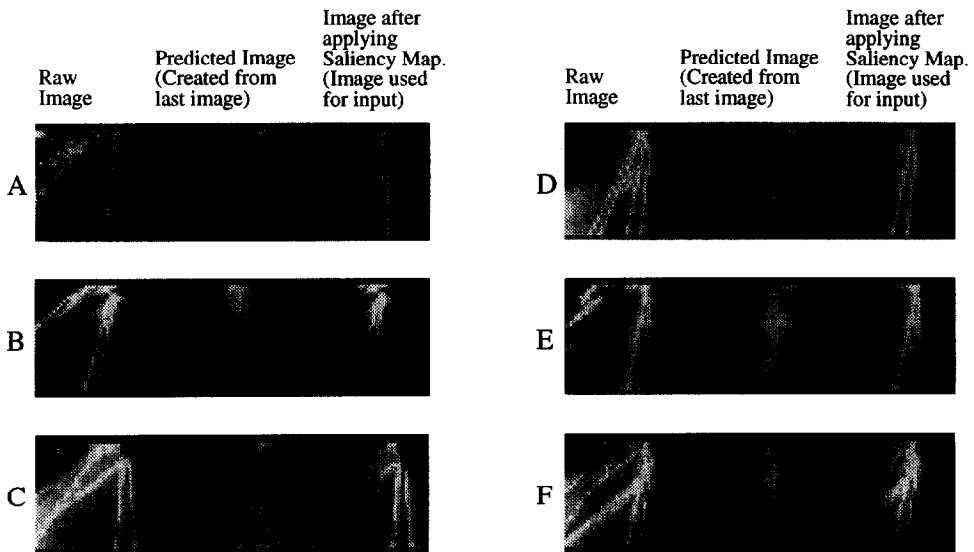 Raw
Image
Predicted Image
(Created from
last image)
Image after
applying
Saliency Map.
(Image used
for input)
A
B
C
Raw
Image
Predicted Image
(Created from
last image)
Image after
applying
Saliency Map.
(Image used
for input)
D
E
F